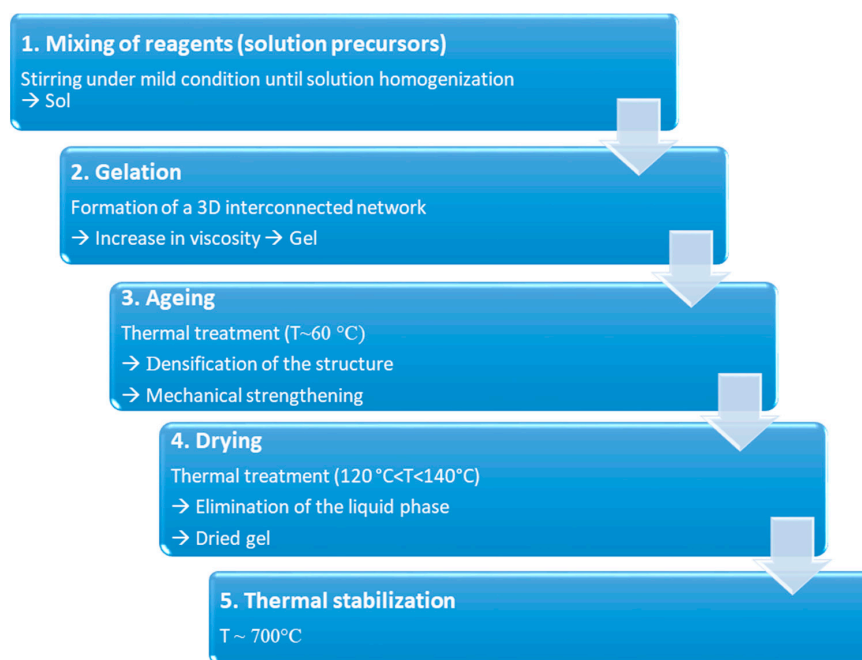 1. Mixing of reagents (solution precursors)
Stirring under mild condition until solution homogenization
→ Sol
2. Gelation
Formation of a 3D interconnected network
→ Increase in viscosity → Gel
3. Ageing
Thermal treatment (T~60 °C)
→ Densification of the structure
→ Mechanical strengthening
4. Drying
Thermal treatment (120 °C<T<140°C)
→ Elimination of the liquid phase
→ Dried gel
5. Thermal stabilization
T ~ 700°C